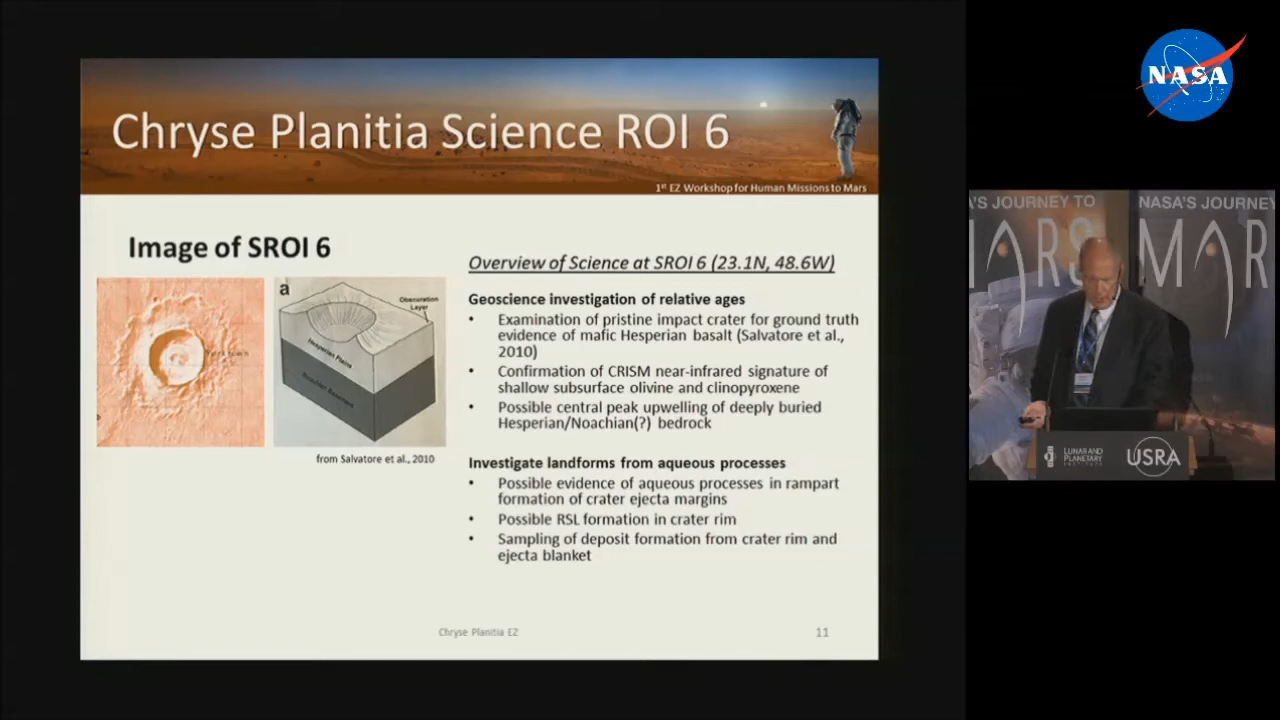 Chryse Planitia Science ROI 6
1st EZ Workshop for Human Missions to Mars
Image of SROI 6
a
Obscuration
Layer
Hesperian Plains
Noachian Basement
Yorktown
from Salvatore et al., 2010
Overview of Science at SROI 6 (23.1N, 48.6W)
Geoscience investigation of relative ages
• Examination of pristine impact crater for ground truth
evidence of mafic Hesperian basalt (Salvatore et al.,
2010)
• Confirmation of CRISM near-infrared signature of
shallow subsurface olivine and clinopyroxene
• Possible central peak upwelling of deeply buried
Hesperian/Noachian(?) bedrock
Investigate landforms from aqueous processes
• Possible evidence of aqueous processes in rampart
formation of crater ejecta margins
• Possible RSL formation in crater rim
• Sampling of deposit formation from crater rim and
ejecta blanket
Chryse Planitia EZ
11
NASA
A'S JOURNEY TO
MARS
NASA'S JOURNEY
MAR
LUNAR AND
PLANETARY
INSTITUTE
USRA